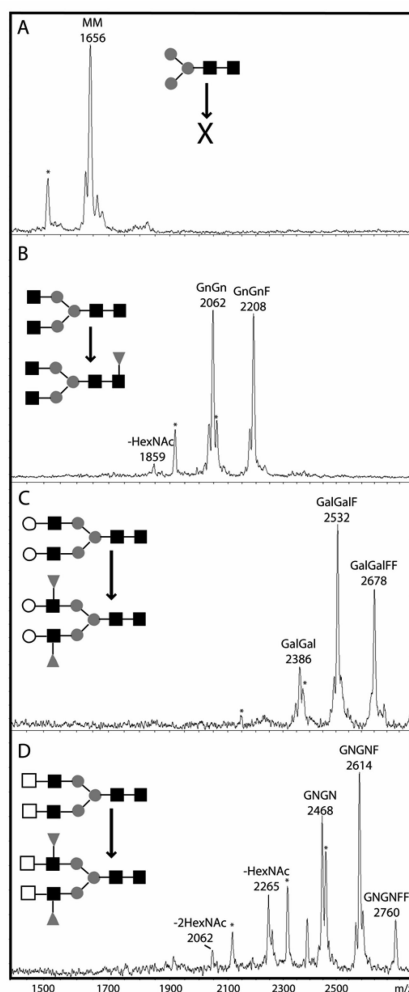 A
MM
1656
*
X
B
GnGn
2062
GnGnF
2208
-HexNAc
1859
*
*
C
GalGalF
2532
GalGalFF
2678
GalGal
2386
*
*
D
GNGNF
2614
GNGN
2468
-HexNAc
2265
*
*
-2HexNAc
2062
*
GNGNFF
2760
1500 1700 1900 2100 2300 2500 m/z